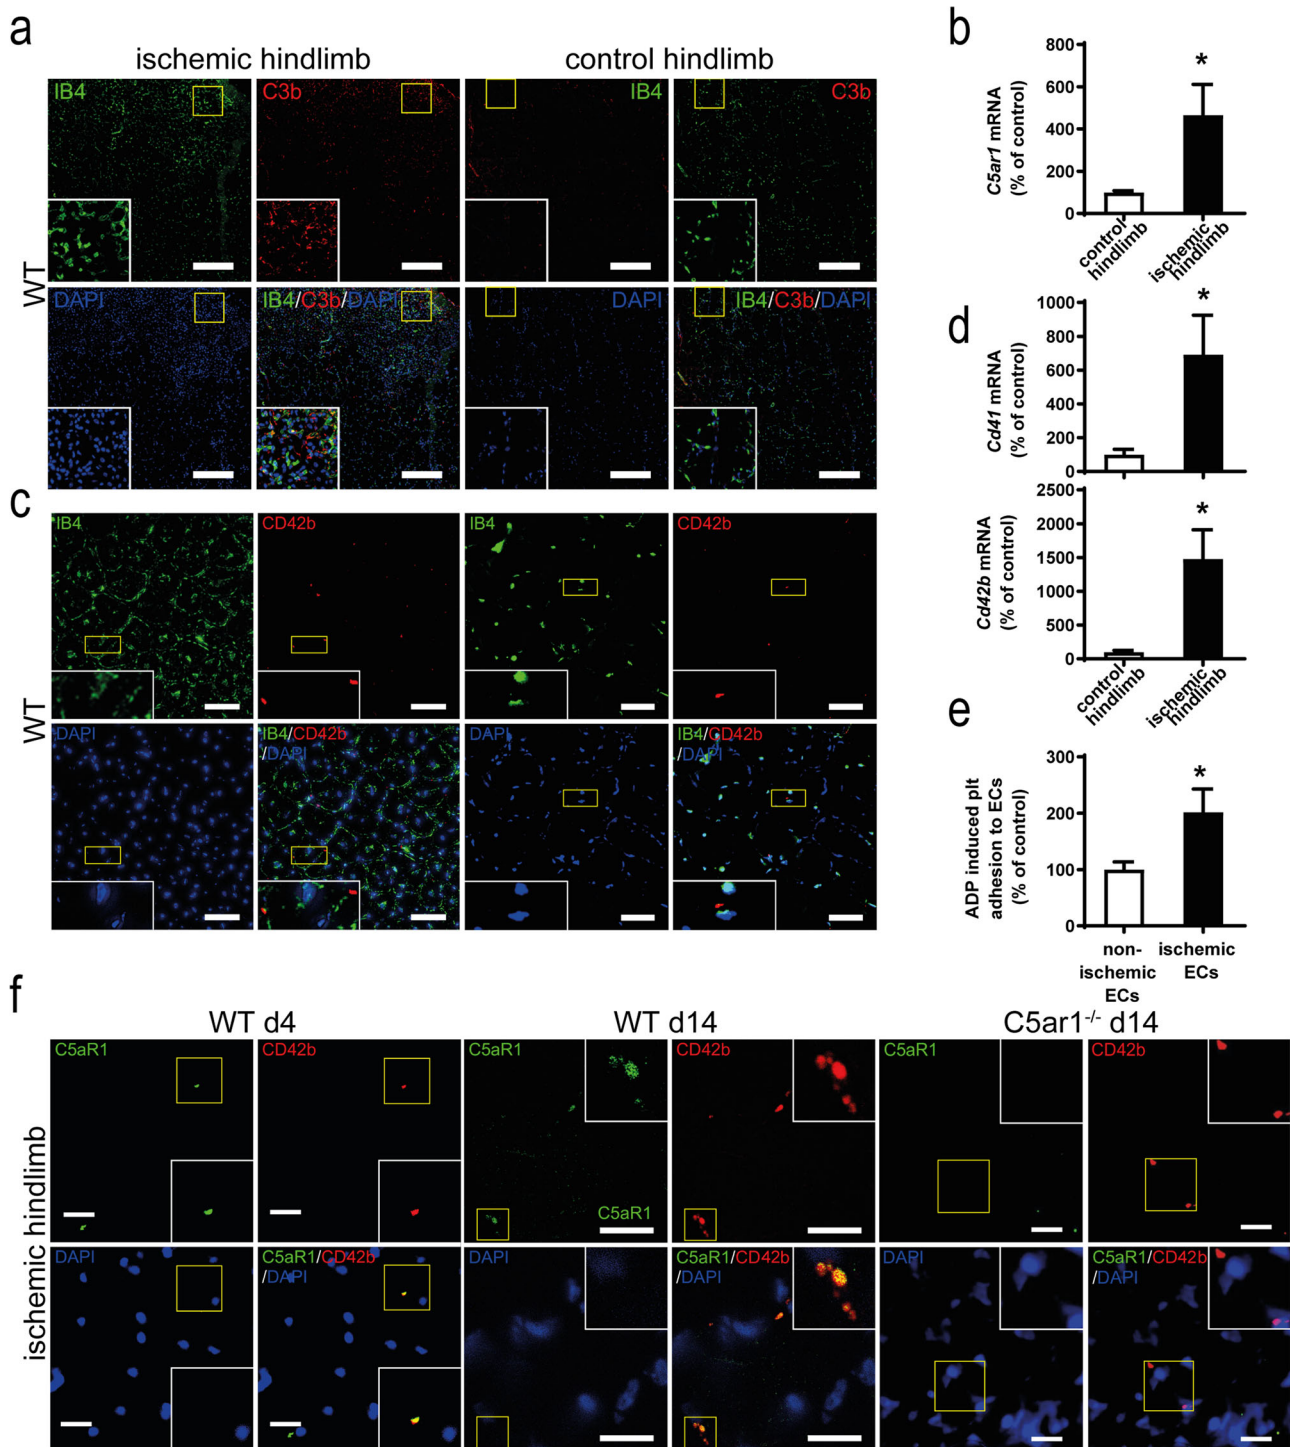 a
ischemic hindlimb
control hindlimb
WT
IB4
C3b
IB4
C3b
DAPI
IB4/C3b/DAPI
DAPI
IB4/C3b/DAPI
b
C5ar1 mRNA
(% of control)
800
600
400
200
0
*
control
hindlimb
ischemic
hindlimb
c
WT
IB4
CD42b
IB4
CD42b
DAPI
IB4/CD42b
/DAPI
DAPI
IB4/CD42b
/DAPI
d
Cd41 mRNA
(% of control)
1000
800
600
400
200
0
*
Cd42b mRNA
(% of control)
2500
2000
1500
1000
500
0
*
control
hindlimb
ischemic
hindlimb
e
ADP induced plt
adhesion to ECs
(% of control)
300
200
100
0
*
non-
ischemic
ECs
ischemic
ECs
f
WT d4
WT d14
C5ar1-/- d14
ischemic hindlimb
C5aR1
CD42b
C5aR1
C5aR1
CD42b
C5aR1
CD42b
DAPI
C5aR1/CD42b
/DAPI
DAPI
C5aR1/CD42b
/DAPI
DAPI
C5aR1/CD42b
/DAPI